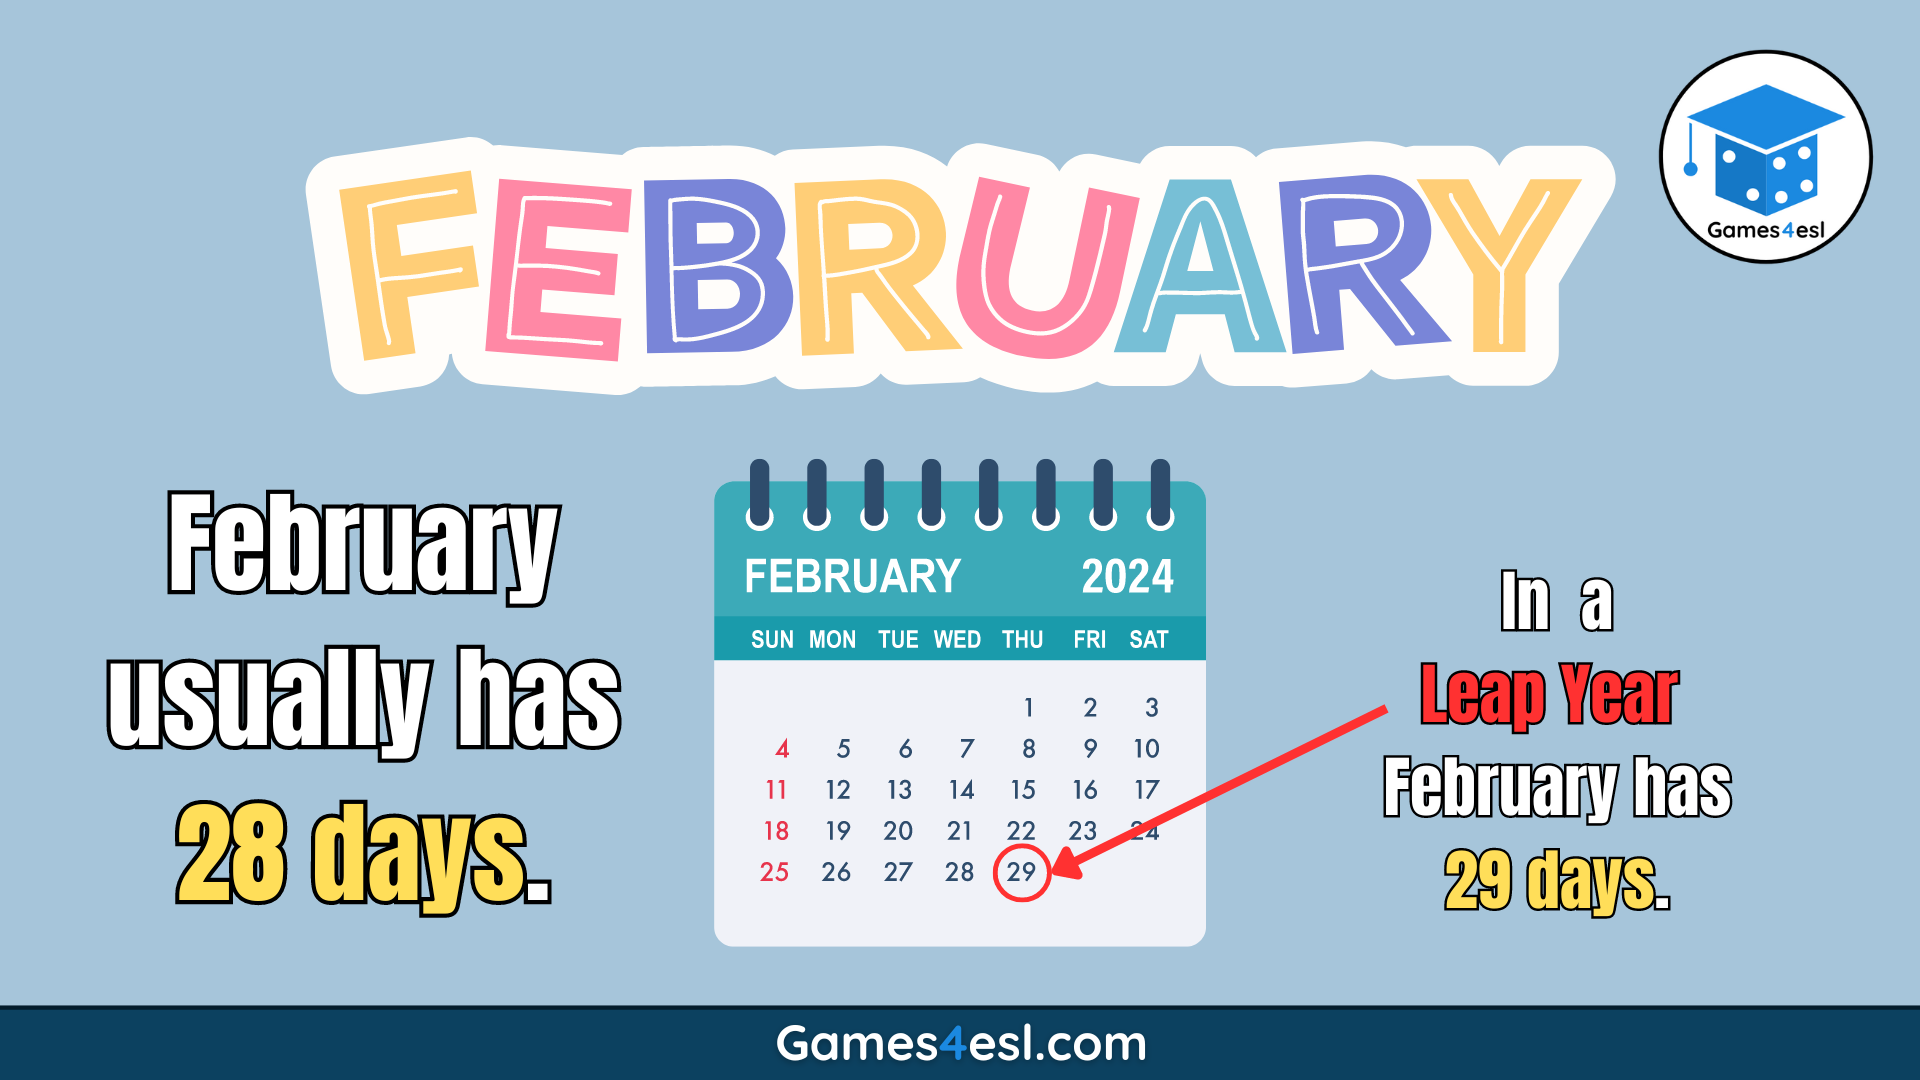 FEBRUARY
Games4esl
February
usually has
28 days.
FEBRUARY 2024
SUN MON TUE WED THU FRI SAT
1 2 3
4 5 6 7 8 9 10
11 12 13 14 15 16 17
18 19 20 21 22 23 24
25 26 27 28 29
In a
Leap Year
February has
29 days.
Games4esl.com